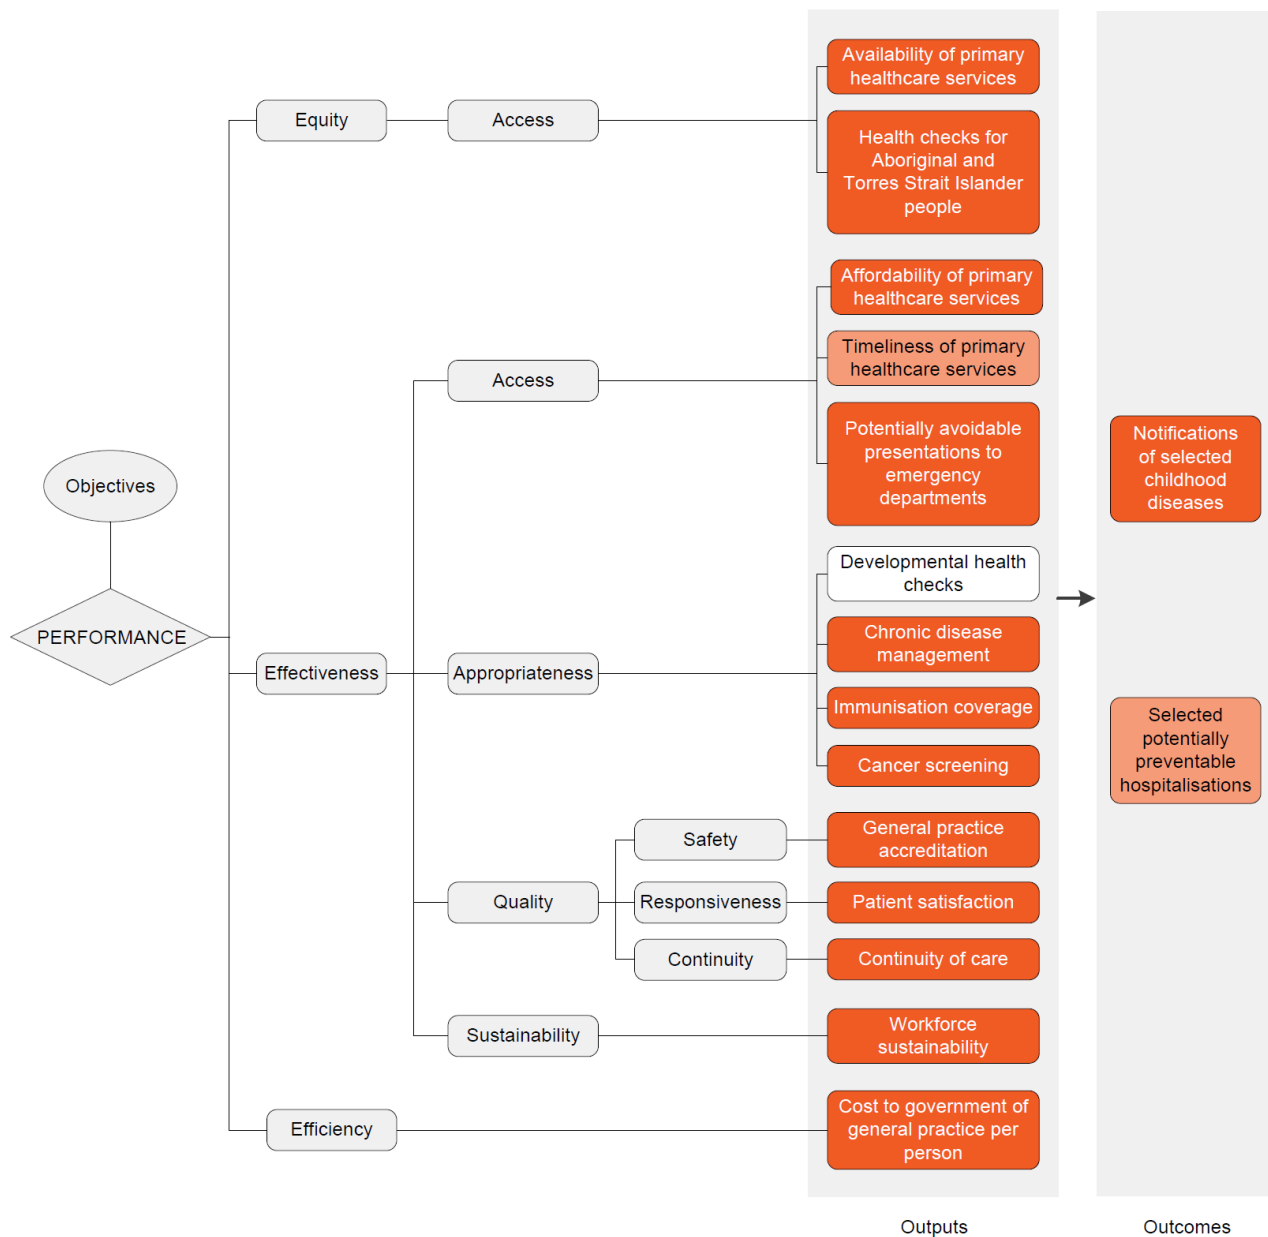 Objectives
PERFORMANCE
Equity
Access
Availability of primary
healthcare services
Health checks for
Aboriginal and
Torres Strait Islander
people
Effectiveness
Access
Affordability of primary
healthcare services
Timeliness of primary
healthcare services
Potentially avoidable
presentations to
emergency
departments
Appropriateness
Developmental health
checks
Chronic disease
management
Immunisation coverage
Cancer screening
Quality
Safety
General practice
accreditation
Responsiveness
Patient satisfaction
Continuity
Continuity of care
Sustainability
Workforce
sustainability
Efficiency
Cost to government of
general practice per
person
Outputs
Notifications
of selected
childhood
diseases
Selected
potentially
preventable
hospitalisations
Outcomes